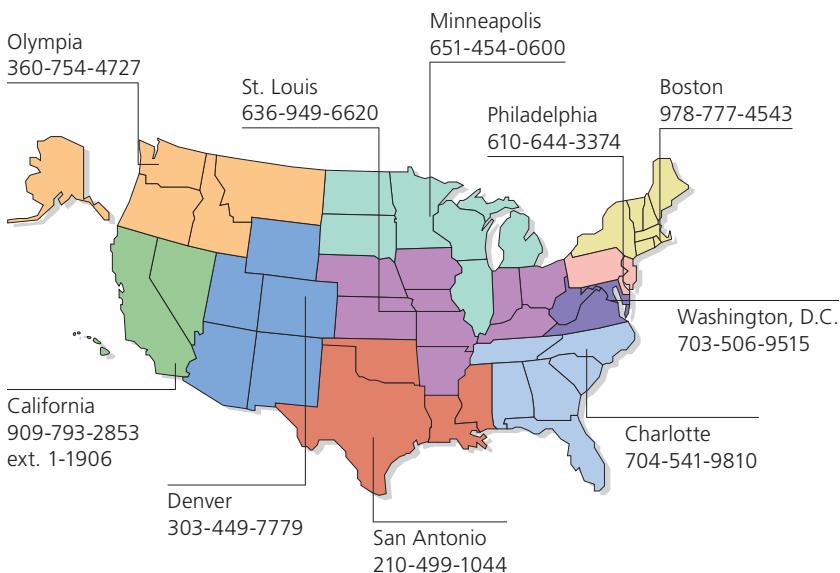 Olympia
360-754-4727
St. Louis
636-949-6620
Minneapolis
651-454-0600
Philadelphia
610-644-3374
Boston
978-777-4543
Washington, D.C.
703-506-9515
Charlotte
704-541-9810
San Antonio
210-499-1044
Denver
303-449-7779
California
909-793-2853
ext. 1-1906